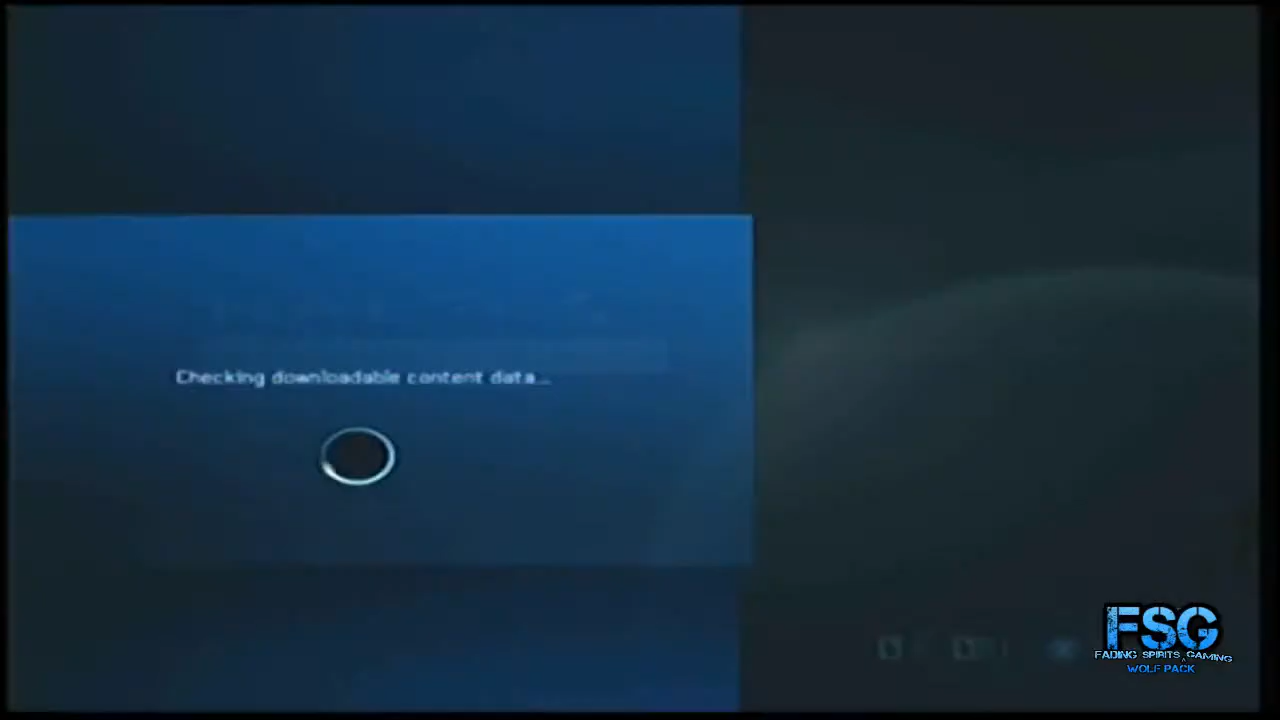 Checking downloadable content data...
FSG
FADING SPIRITS GAMING
WOLF PACK